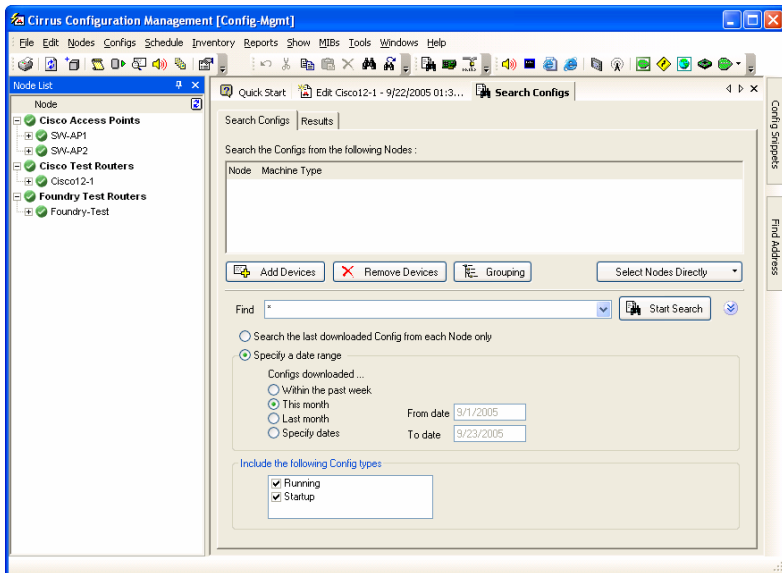 Cirrus Configuration Management [Config-Mgmt]
File Edit Nodes Configs Schedule Inventory Reports Show MIBs Tools Windows Help
Node List
Quick Start Edit Cisco12-1 - 9/22/2005 01:3... Search Configs
Node
Cisco Access Points
SW-AP1
SW-AP2
Cisco Test Routers
Cisco12-1
Foundry Test Routers
Foundry-Test
Search Configs Results
Search the Configs from the following Nodes :
Node Machine Type
Add Devices Remove Devices Grouping Select Nodes Directly
Find * Start Search
Search the last downloaded Config from each Node only
Specify a date range
Configs downloaded ...
Within the past week
This month
Last month
Specify dates
From date 9/1/2005
To date 9/23/2005
Include the following Config types
Running
Startup
Config Snippets
Find Address